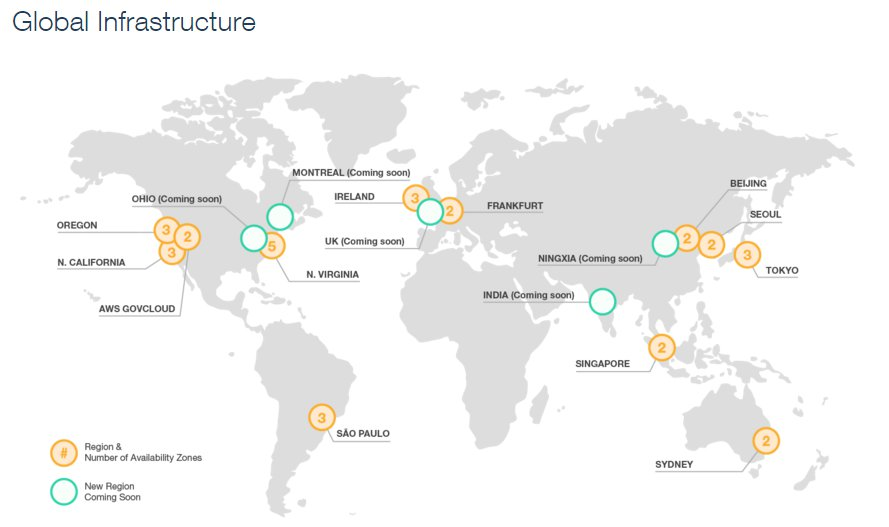 Global Infrastructure
MONTREAL (Coming soon)
OHIO (Coming soon)
IRELAND
3
2
FRANKFURT
BEIJING
SEOUL
OREGON
3
2
5
UK (Coming soon)
2
2
3
N. CALIFORNIA
3
N. VIRGINIA
NINGXIA (Coming soon)
TOKYO
AWS GOVCLOUD
INDIA (Coming soon)
2
SINGAPORE
3
SÃO PAULO
2
SYDNEY
# Region &
Number of Availability Zones
New Region
Coming Soon